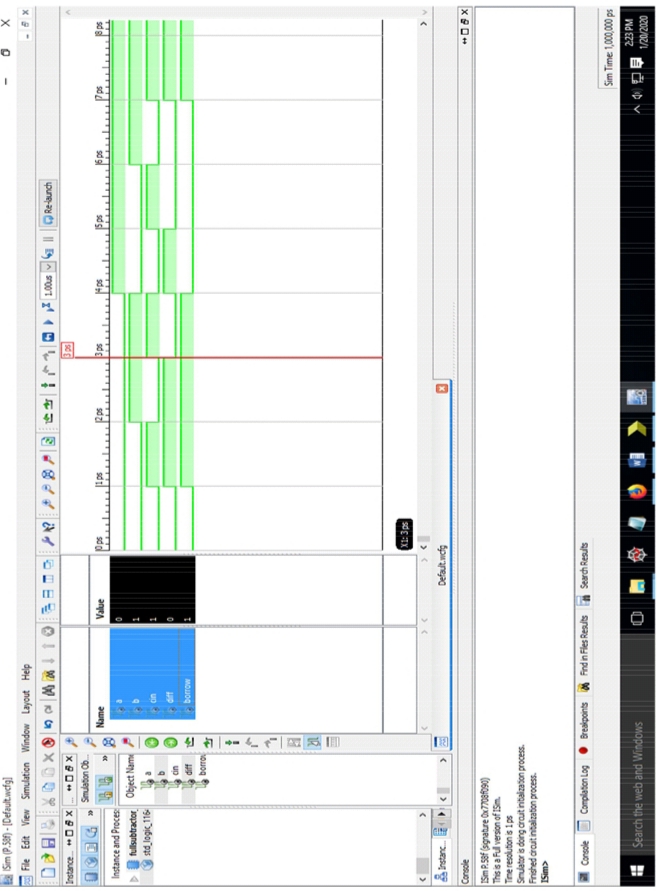 ISim (P.58f) - [Default.wcfg]
File Edit View Simulation Window Layout Help
1.00us
Re-launch
Instance...
...
Simulation Ob...
Instance and Process
fullsubtractor_
std_logic_1164
Object Name
a
b
cin
diff
borrow
Name Value
a 0
b 1
cin 1
diff 0
borrow 1
3 ps
0 ps 1 ps 2 ps 3 ps 4 ps 5 ps 6 ps 7 ps 8 ps
X1: 3 ps
Instanc...
Default.wcfg
Console
ISim P.58f (signature 0x7708f090)
This is a Full version of ISim.
Time resolution is 1 ps
Simulator is doing circuit initialization process.
Finished circuit initialization process.
ISim>
Console Compilation Log Breakpoints Find in Files Results Search Results
Sim Time: 1,000,000 ps
Search the web and Windows
2:23 PM
1/20/2020